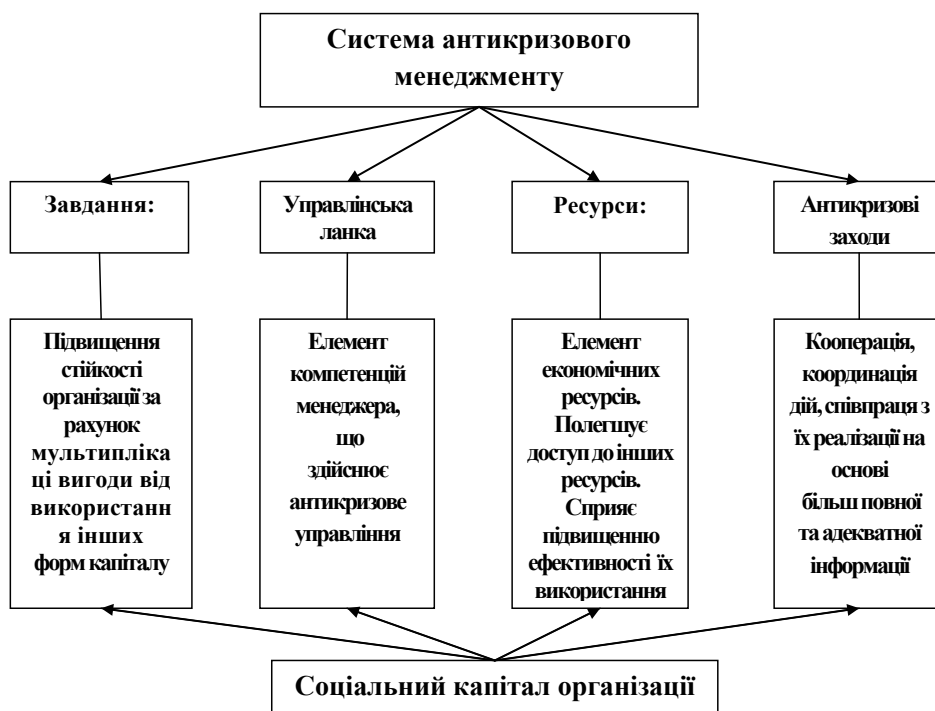 Система антикризового
менеджменту
Завдання:
Управлінська
ланка
Ресурси:
Антикризові
заходи
Підвищення
стійкості
організації за
рахунок
мультипліка
ці вигоди від
використанн
я інших
форм капіталу
Елемент
компетенцій
менеджера,
що
здійснює
антикризове
управління
Елемент
економічних
ресурсів.
Полегшує
доступ до інших
ресурсів.
Сприяє
підвищенню
ефективності їх
використання
Кооперація,
координація
дій, співпраця з
їх реалізації на
основі
більш повної
та адекватної
інформації
Соціальний капітал організації